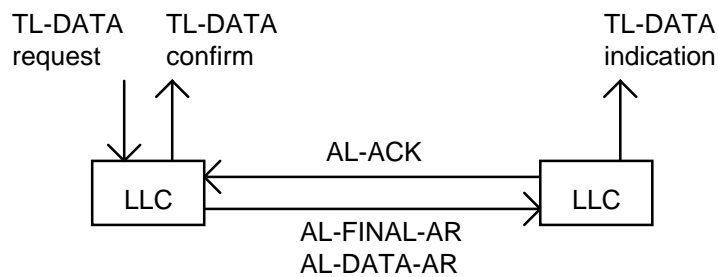 TL-DATA
request
TL-DATA
confirm
TL-DATA
indication
AL-ACK
LLC
LLC
AL-FINAL-AR
AL-DATA-AR